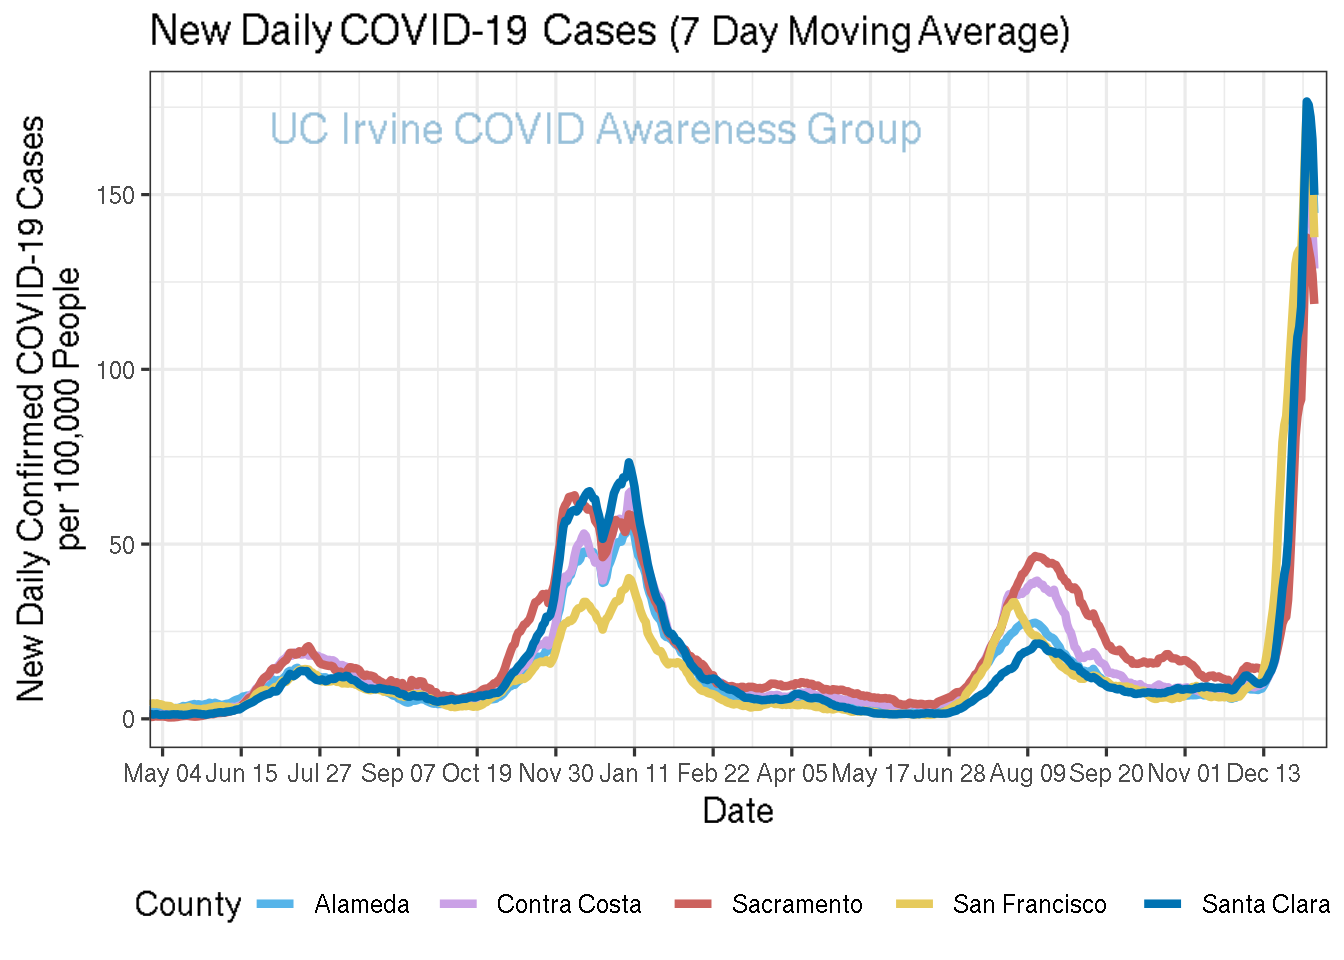 New Daily COVID-19 Cases (7 Day Moving Average)
UC Irvine COVID Awareness Group
New Daily Confirmed COVID-19 Cases
per 100,000 People
150
100
50
0
May 04 Jun 15 Jul 27 Sep 07 Oct 19 Nov 30 Jan 11 Feb 22 Apr 05 May 17 Jun 28 Aug 09 Sep 20 Nov 01 Dec 13
Date
County Alameda Contra Costa Sacramento San Francisco Santa Clara